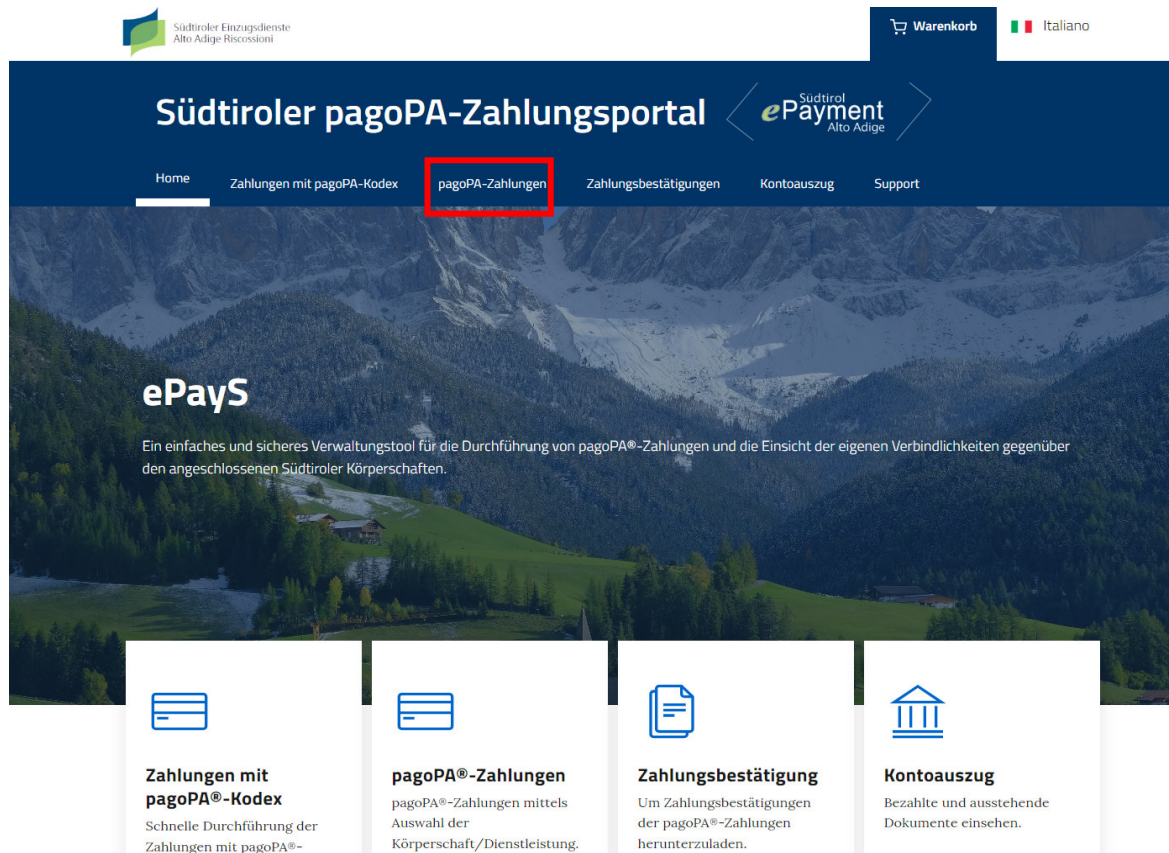 Südtiroler Einzugsdienste
Alto Adige Riscossioni
Warenkorb
Italiano
Südtiroler pagoPA-Zahlungsportal
Südtirol
ePayment
Alto Adige
Home
Zahlungen mit pagoPA-Kodex
pagoPA-Zahlungen
Zahlungsbestätigungen
Kontoauszug
Support
ePayS
Ein einfaches und sicheres Verwaltungstool für die Durchführung von pagoPA®-Zahlungen und die Einsicht der eigenen Verbindlichkeiten gegenüber
den angeschlossenen Südtiroler Körperschaften.
Zahlungen mit
pagoPA®-Kodex
Schnelle Durchführung der
Zahlungen mit pagoPA®-
pagoPA®-Zahlungen
pagoPA®-Zahlungen mittels
Auswahl der
Körperschaft/Dienstleistung.
Zahlungsbestätigung
Um Zahlungsbestätigungen
der pagoPA®-Zahlungen
herunterzuladen.
Kontoauszug
Bezahlte und ausstehende
Dokumente einsehen.